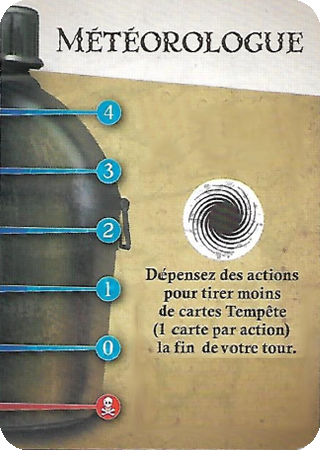 MÉTÉOROLOGUE
4
3
2
1
0
Dépensez des actions
pour tirer moins
de cartes Tempête
(1 carte par action)
la fin de votre tour.